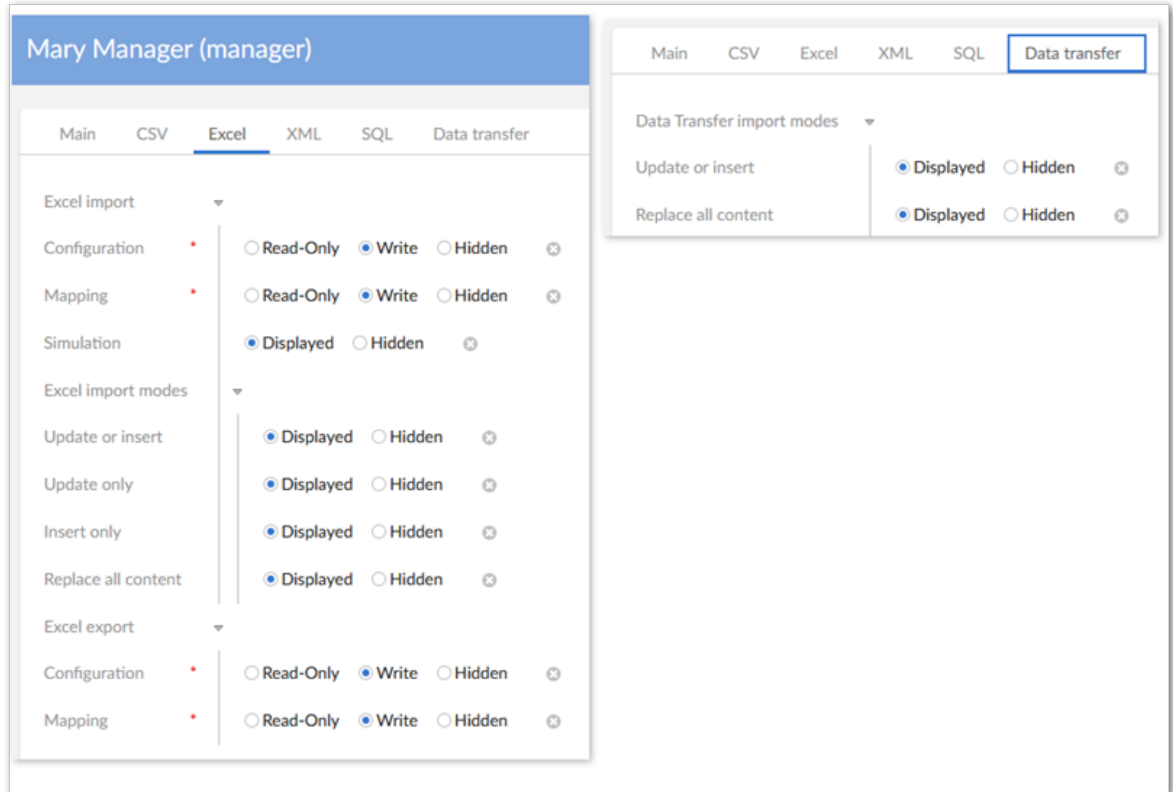 Mary Manager (manager)
Main CSV Excel XML SQL Data transfer
Excel import
Configuration * Read-Only Write Hidden
Mapping * Read-Only Write Hidden
Simulation Displayed Hidden
Excel import modes
Update or insert Displayed Hidden
Update only Displayed Hidden
Insert only Displayed Hidden
Replace all content Displayed Hidden
Excel export
Configuration * Read-Only Write Hidden
Mapping * Read-Only Write Hidden
Main CSV Excel XML SQL Data transfer
Data Transfer import modes
Update or insert Displayed Hidden
Replace all content Displayed Hidden